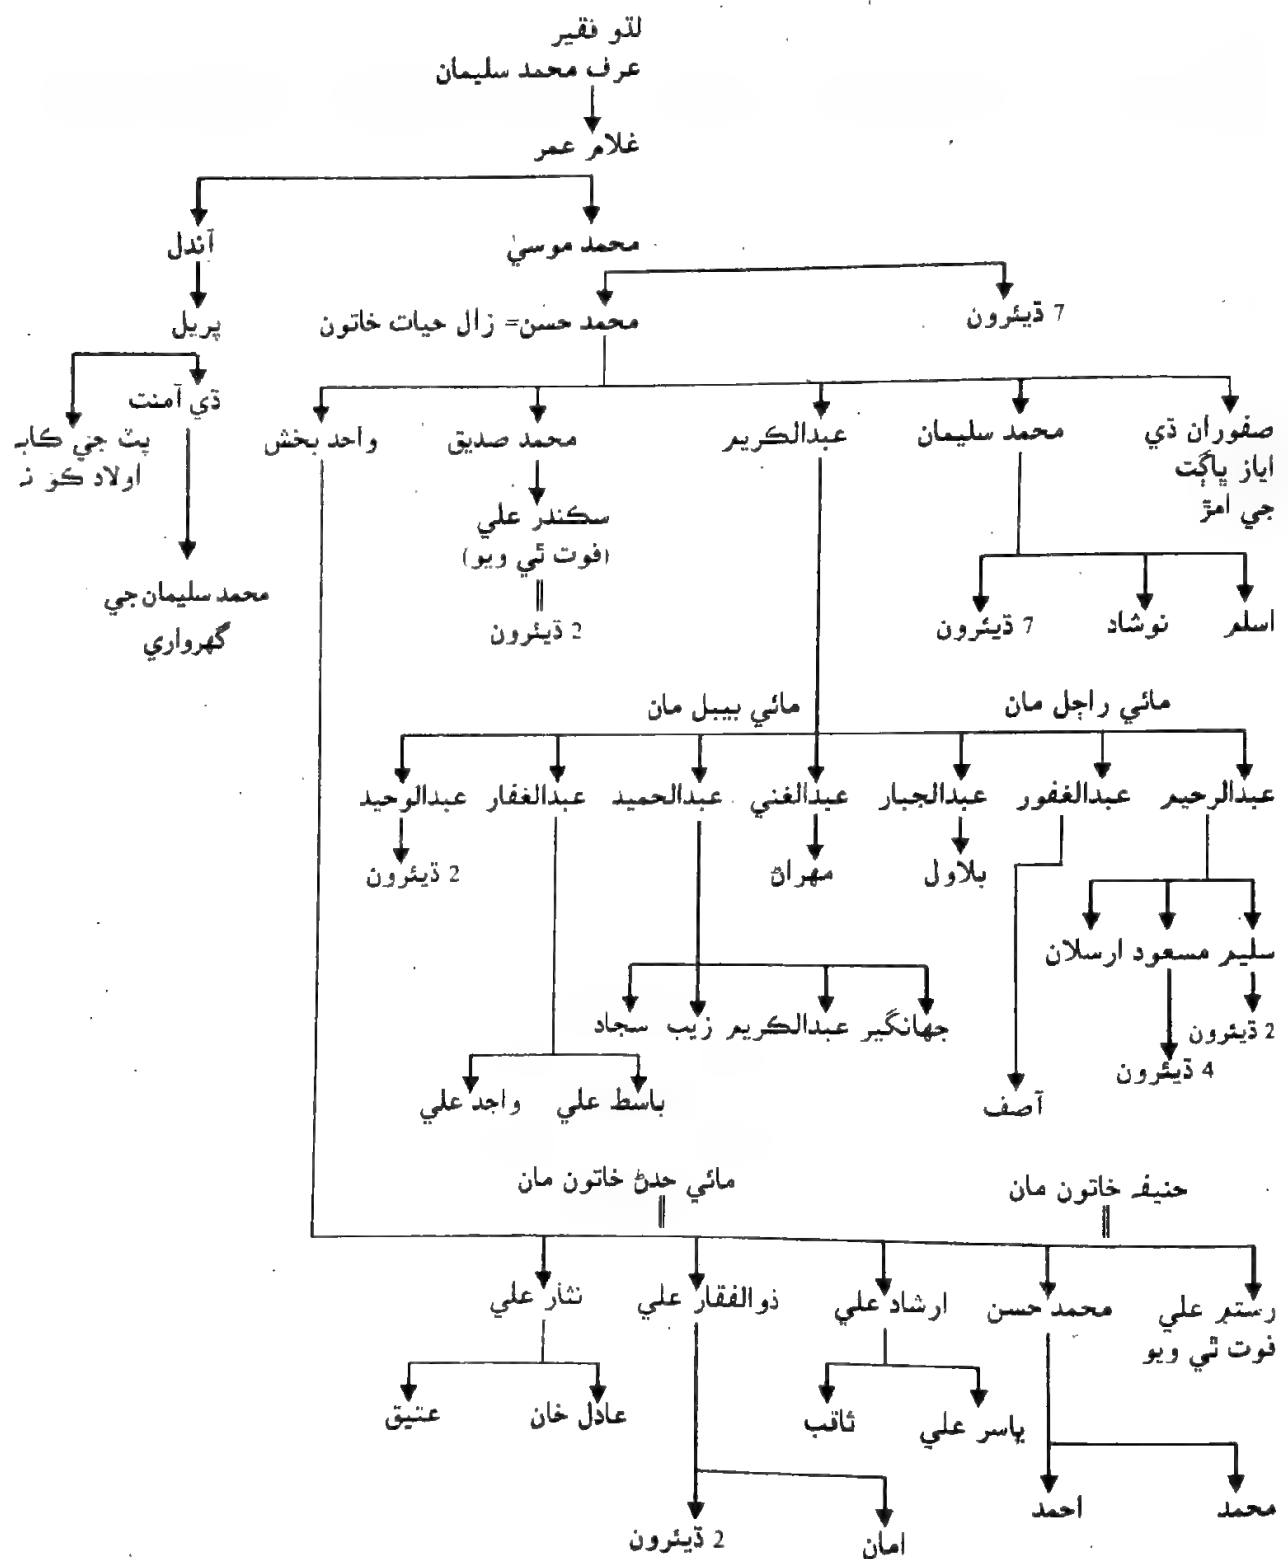 لڌو فقير
عرف محمد سليمان
غلام عمر
محمد موسيٰ
آندل
7 ڌيئرون
محمد حسن= زال حيات خاتون
پريل
صفوران ڌي
اياز ڀاڳت
جي امڙ
محمد سليمان
عبدالڪريم
محمد صديق
واحد بخش
ڌي آمنت
پٽ جي ڪابہ
اولاد ڪو نہ
سڪندر علي
(فوت ٿي ويو)
2 ڌيئرون
محمد سليمان جي
گهرواري
اسلم
نوشاد
7 ڌيئرون
مائي راڄل مان
مائي ببيل مان
عبدالرحيم
عبدالغفور
عبدالجبار
عبدالغني
عبدالحميد
عبدالغفار
عبدالوحيد
بلاول
مهراڻ
2 ڌيئرون
سليم مسعود ارسلان
2 ڌيئرون
4 ڌيئرون
جهانگير عبدالڪريم زيب سجاد
آصف
باسط علي
واجد علي
حنيفہ خاتون مان
مائي حدڻ خاتون مان
رستم علي
فوت ٿي ويو
محمد حسن
ارشاد علي
ذوالفقار علي
نثار علي
ياسر علي
ثاقب
عادل خان
عتيق
محمد
احمد
امان
2 ڌيئرون